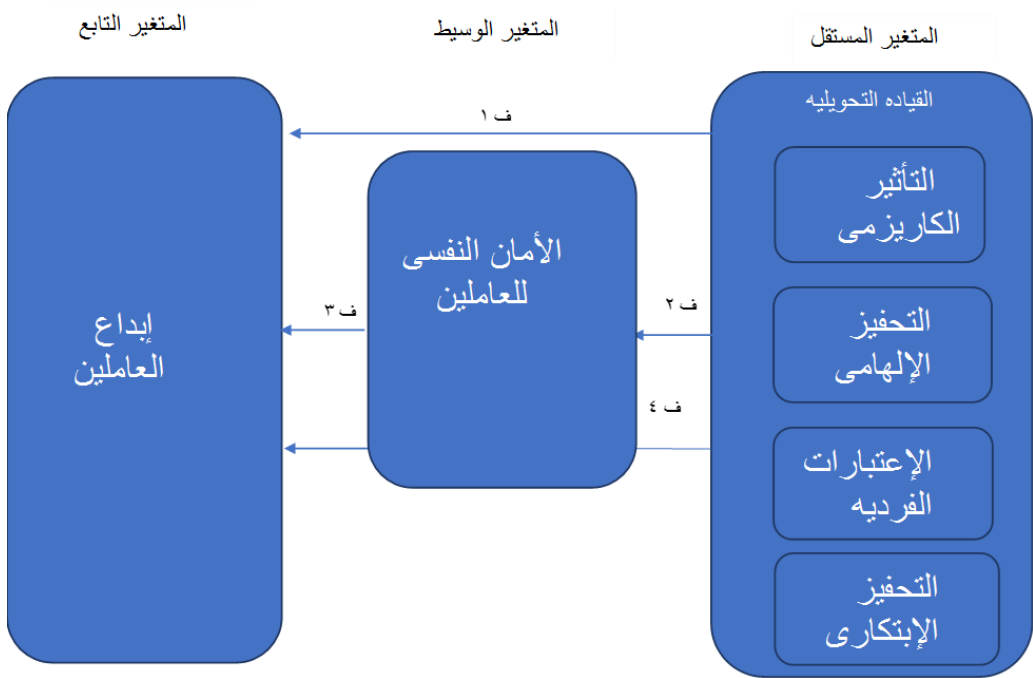 المتغير المستقل
المتغير الوسيط
المتغير التابع
القياده التحويليه
التأثير
الكاريزمى
التحفيز
الإلهامى
الإعتبارات
الفرديه
التحفيز
الإبتكارى
ف ١
ف ٢
ف ٣
ف ٤
الأمان النفسى
للعاملين
إبداع
العاملين